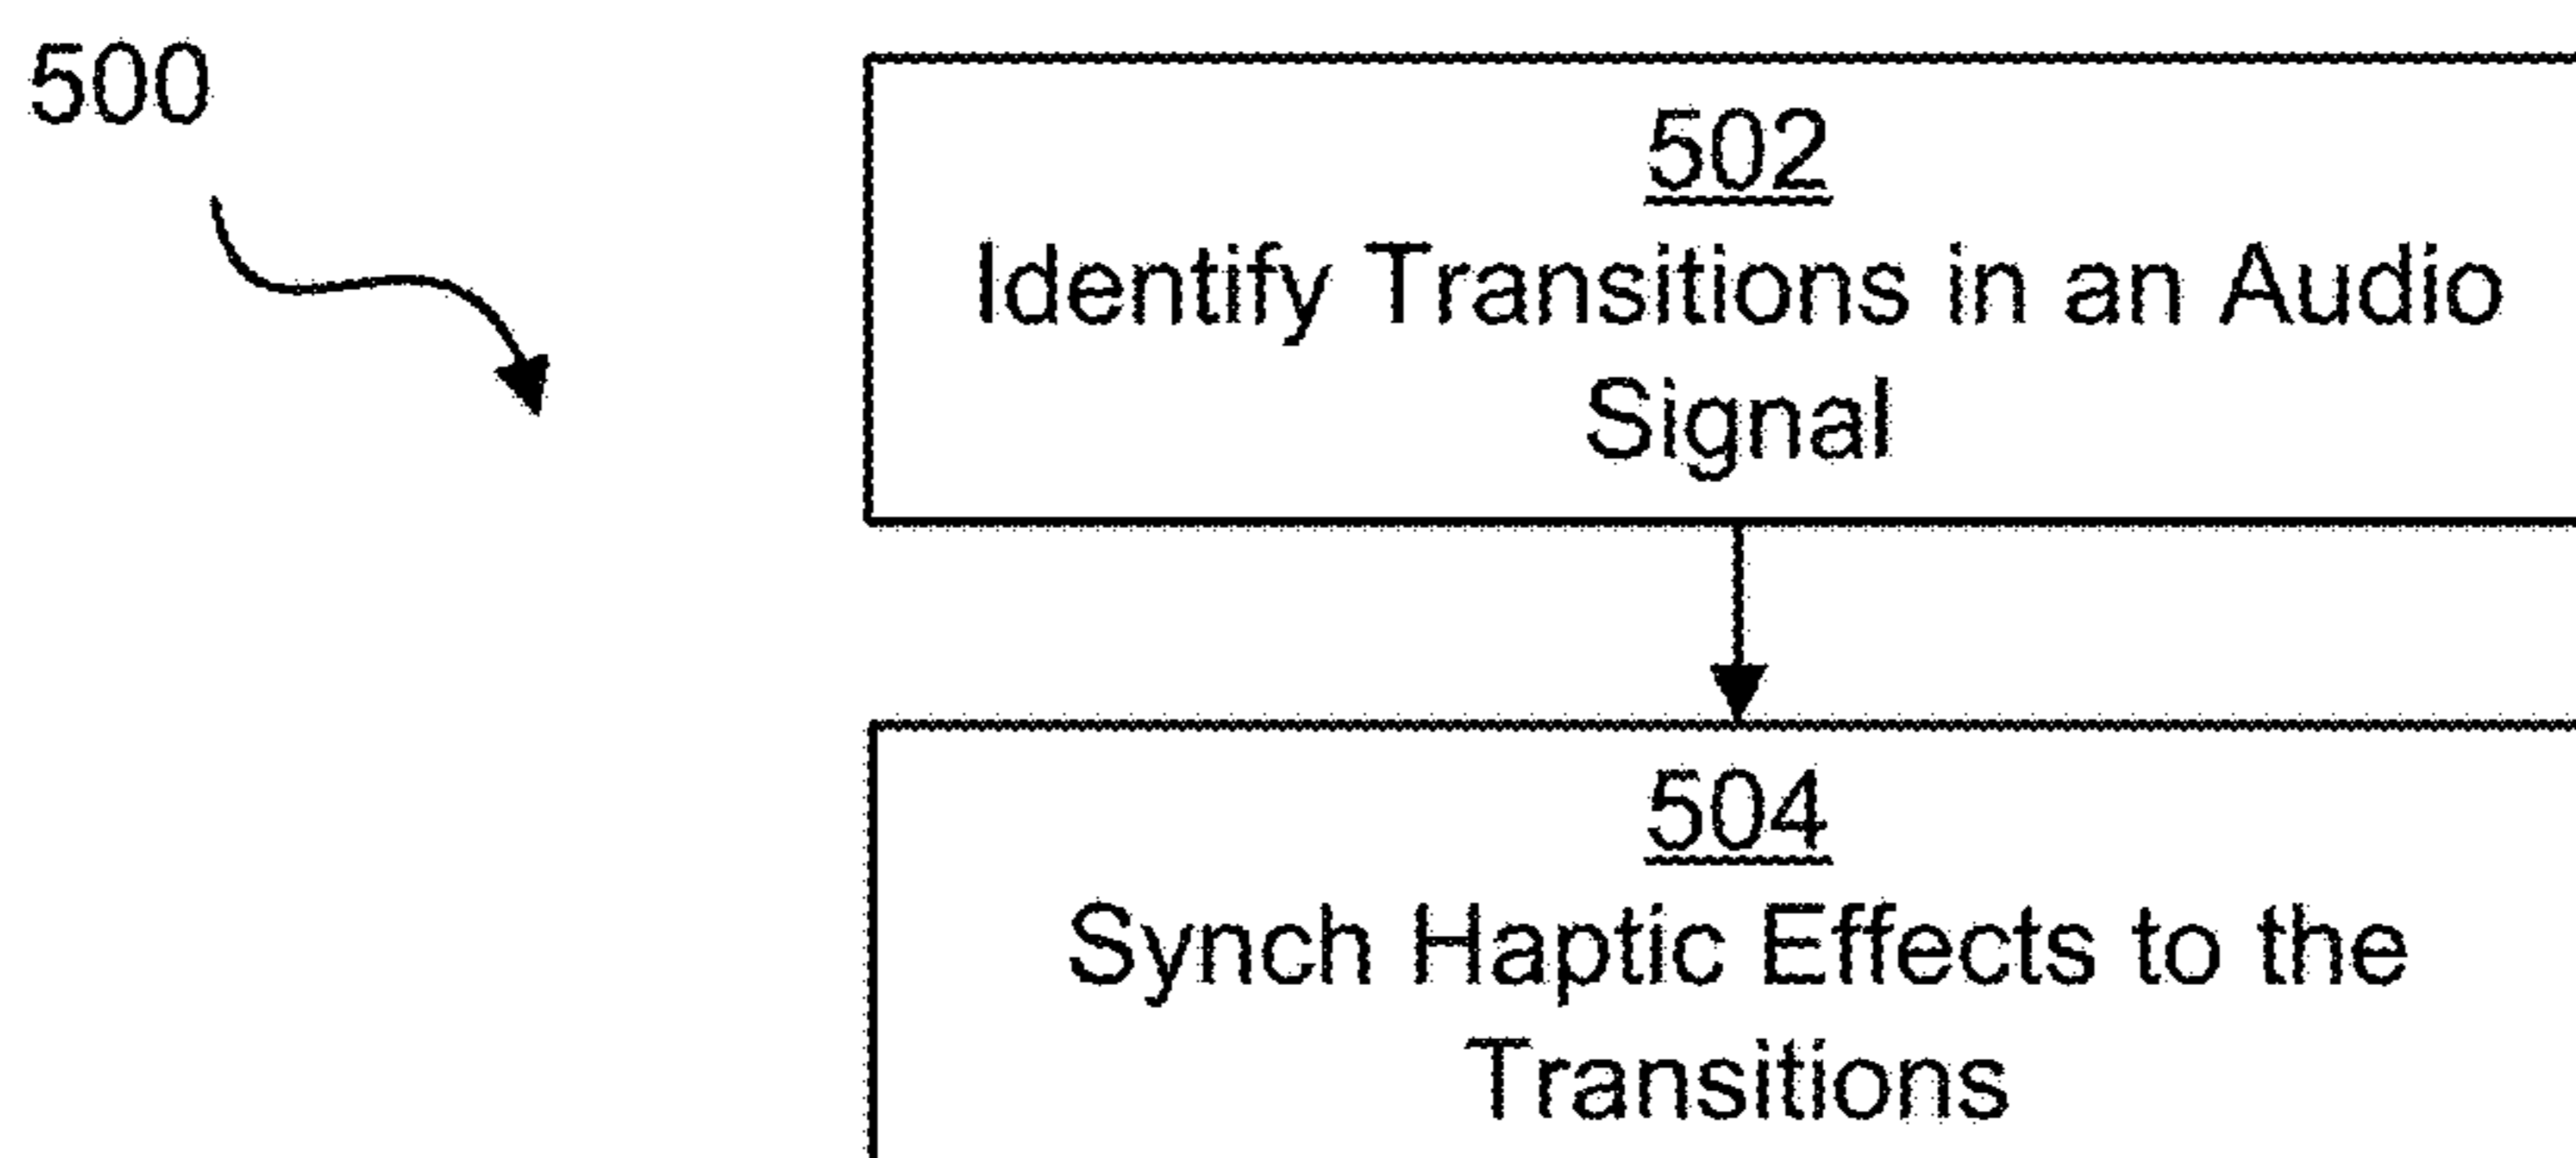 500
502
Identify Transitions in an Audio
Signal
504
Synch Haptic Effects to the
Transitions